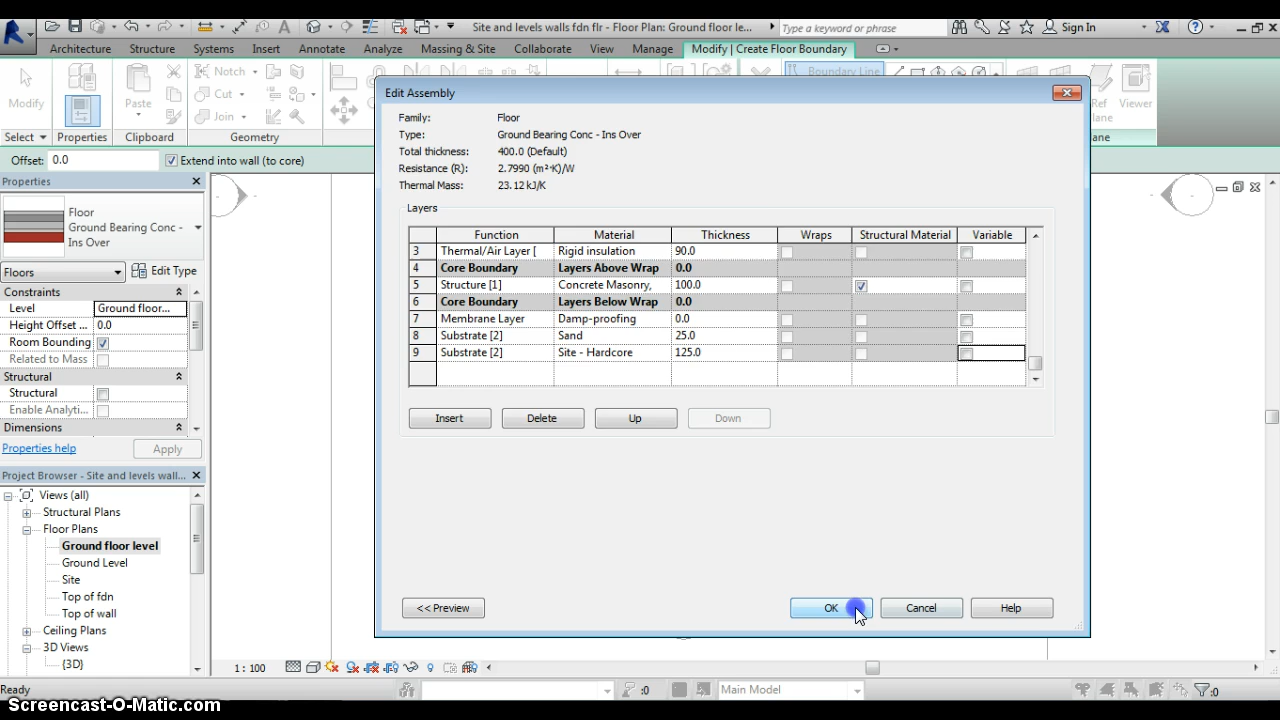 Site and levels walls fdn flr - Floor Plan: Ground floor le...
Type a keyword or phrase
Sign In
Architecture Structure Systems Insert Annotate Analyze Massing & Site Collaborate View Manage Modify | Create Floor Boundary
Modify
Paste
Notch
Cut
Join
Boundary Line
Ref
Viewer
Select Properties Clipboard Geometry
Offset: 0.0 Extend into wall (to core)
Properties
Floor
Ground Bearing Conc -
Ins Over
Floors Edit Type
Constraints
Level Ground floor...
Height Offset ... 0.0
Room Bounding
Related to Mass
Structural
Structural
Enable Analyti...
Dimensions
Properties help Apply
Project Browser - Site and levels wall...
Views (all)
Structural Plans
Floor Plans
Ground floor level
Ground Level
Site
Top of fdn
Top of wall
Ceiling Plans
3D Views
{3D}
Edit Assembly
Family: Floor
Type: Ground Bearing Conc - Ins Over
Total thickness: 400.0 (Default)
Resistance (R): 2.7990 (m²·K)/W
Thermal Mass: 23.12 kJ/K
Layers
Function Material Thickness Wraps Structural Material Variable
3 Thermal/Air Layer [ Rigid insulation 90.0
4 Core Boundary Layers Above Wrap 0.0
5 Structure [1] Concrete Masonry, 100.0
6 Core Boundary Layers Below Wrap 0.0
7 Membrane Layer Damp-proofing 0.0
8 Substrate [2] Sand 25.0
9 Substrate [2] Site - Hardcore 125.0
Insert Delete Up Down
<< Preview OK Cancel Help
1 : 100
Ready
:0 Main Model :0
Screencast-O-Matic.com